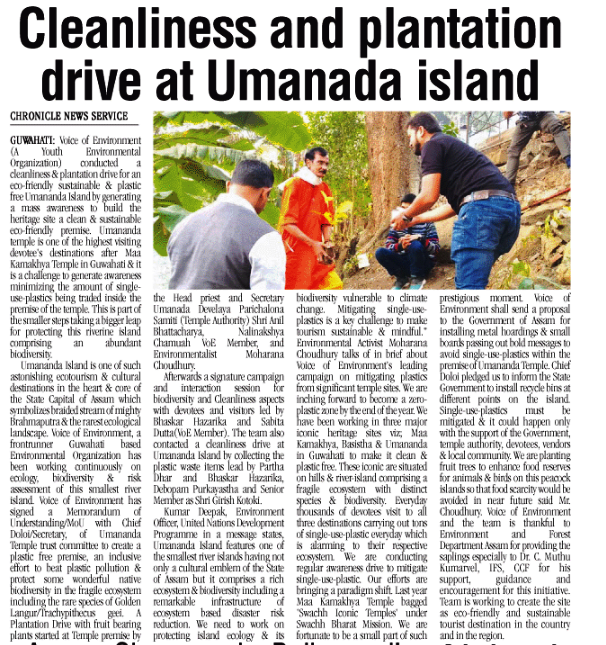 Cleanliness and plantation
drive at Umanada island
CHRONICLE NEWS SERVICE
GUWAHATI: Voice of Environment
(A Youth Environmental
Organization) conducted a
cleanliness & plantation drive for an
eco-friendly sustainable & plastic
free Umananda Island by generating
a mass awareness to build the
heritage site a clean & sustainable
eco-friendly premise. Umananda
temple is one of the highest visiting
devotee's destinations after Maa
Kamakhya Temple in Guwahati & it
is a challenge to generate awareness
minimizing the amount of single-
use-plastics being traded inside the
premise of the temple. This is part of
the smaller steps taking a bigger leap
for protecting this riverine island
comprising an abundant
biodiversity.
Umananda Island is one of such
astonishing ecotourism & cultural
destinations in the heart & core of
the State Capital of Assam which
symbolizes braided stream of mighty
Brahmaputra & the rarest ecological
landscape. Voice of Environment, a
frontrunner Guwahati based
Environmental Organization has
been working continuously on
ecology, biodiversity & risk
assessment of this smallest river
island. Voice of Environment has
signed a Memorandum of
Understanding/MoU with Chief
Doloi/Secretary, of Umananda
Temple trust committee to create a
plastic free premise, an inclusive
effort to beat plastic pollution &
protect some wonderful native
biodiversity in the fragile ecosystem
including the rare species of Golden
Langur/Trachypithecus geei. A
Plantation Drive with fruit bearing
plants started at Temple premise by
the Head priest and Secretary
Umanada Develaya Parichalona
Samiti (Temple Authority) Shri Anil
Bhattacharya, Nalinakshya
Chamuah VoE Member, and
Environmentalist Moharana
Choudhury.
Afterwards a signature campaign
and interaction session for
biodiversity and Cleanliness aspects
with devotees and visitors led by
Bhaskar Hazarika and Sabita
Dutta(VoE Member). The team also
contacted a cleanliness drive at
Umananda Island by collecting the
plastic waste items lead by Partha
Dhar and Bhaskar Hazarika,
Debopam Purkayastha and Senior
Member as Shri Girish Kotoki.
Kumar Deepak, Environment
Officer, United Nations Development
Programme in a message states,
Umananda Island features one of
the smallest river islands having not
only a cultural emblem of the State
of Assam but it comprises a rich
ecosystem & biodiversity including a
remarkable infrastructure of
ecosystem based disaster risk
reduction. We need to work on
protecting island ecology & its
biodiversity vulnerable to climate
change. Mitigating single-use-
plastics is a key challenge to make
tourism sustainable & mindful."
Environmental Activist Moharana
Choudhury talks of in brief about
Voice of Environment's leading
campaign on mitigating plastics
from significant temple sites. We are
inching forward to become a zero-
plastic zone by the end of the year. We
have been working in three major
iconic heritage sites viz; Maa
Kamakhya, Basistha & Umananda
in Guwahati to make it clean &
plastic free. These iconic are situated
on hills & river-island comprising a
fragile ecosystem with distinct
species & biodiversity. Everyday
thousands of devotees visit to all
three destinations carrying out tons
of single-use-plastic everyday which
is alarming to their respective
ecosystem. We are conducting
regular awareness drive to mitigate
single-use-plastic. Our efforts are
bringing a paradigm shift. Last year
Maa Kamakhya Temple bagged
'Swachh Iconic Temples' under
Swachh Bharat Mission. We are
fortunate to be a small part of such
prestigious moment. Voice of
Environment shall send a proposal
to the Government of Assam for
installing metal hoardings & small
boards passing out bold messages to
avoid single-use-plastics within the
premise of Umananda Temple. Chief
Doloi pledged us to inform the State
Government to install recycle bins at
different points on the island.
Single-use-plastics must be
mitigated & it could happen only
with the support of the Government,
temple authority, devotees, vendors
& local community. We are planting
fruit trees to enhance food reserves
for animals & birds on this peacock
islands so that food scarcity would be
avoided in near future said Mr.
Choudhury. Voice of Environment
and the team is thankful to
Environment and Forest
Department Assam for providing the
saplings especially to Dr. C. Muthu
Kumarvel, IFS, CCF for his
support, guidance and
encouragement for this initiative.
Team is working to create the site
as eco-friendly and sustainable
tourist destination in the country
and in the region.